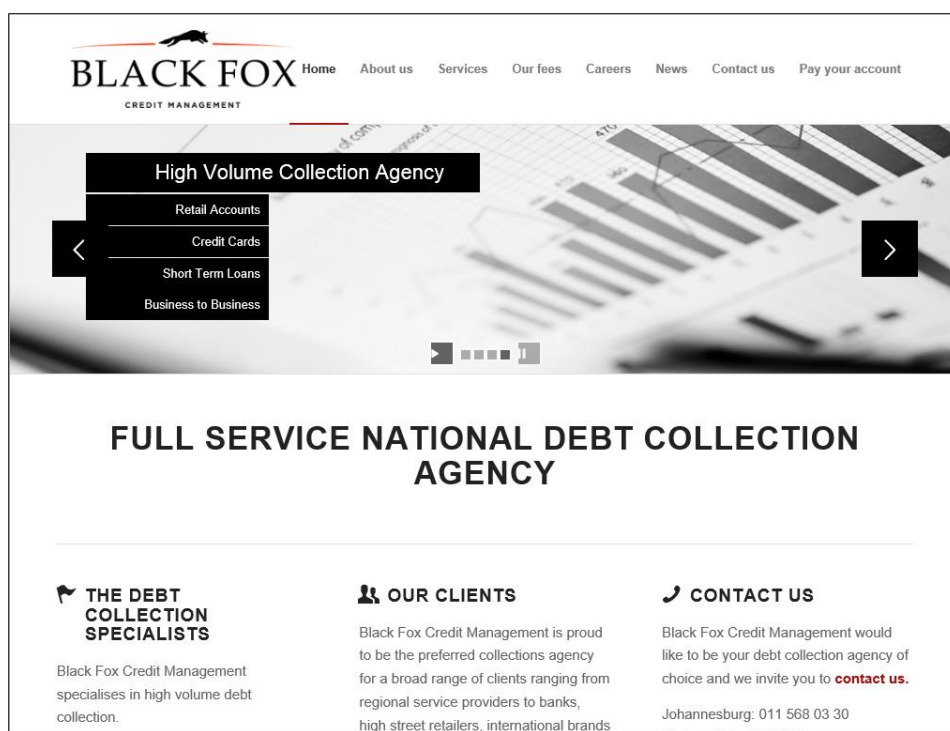 BLACK FOX
CREDIT MANAGEMENT
Home About us Services Our fees Careers News Contact us Pay your account
High Volume Collection Agency
Retail Accounts
Credit Cards
Short Term Loans
Business to Business
470
470
360
FULL SERVICE NATIONAL DEBT COLLECTION
AGENCY
THE DEBT
COLLECTION
SPECIALISTS
Black Fox Credit Management
specialises in high volume debt
collection.
OUR CLIENTS
Black Fox Credit Management is proud
to be the preferred collections agency
for a broad range of clients ranging from
regional service providers to banks,
high street retailers, international brands
CONTACT US
Black Fox Credit Management would
like to be your debt collection agency of
choice and we invite you to contact us.
Johannesburg: 011 568 03 30